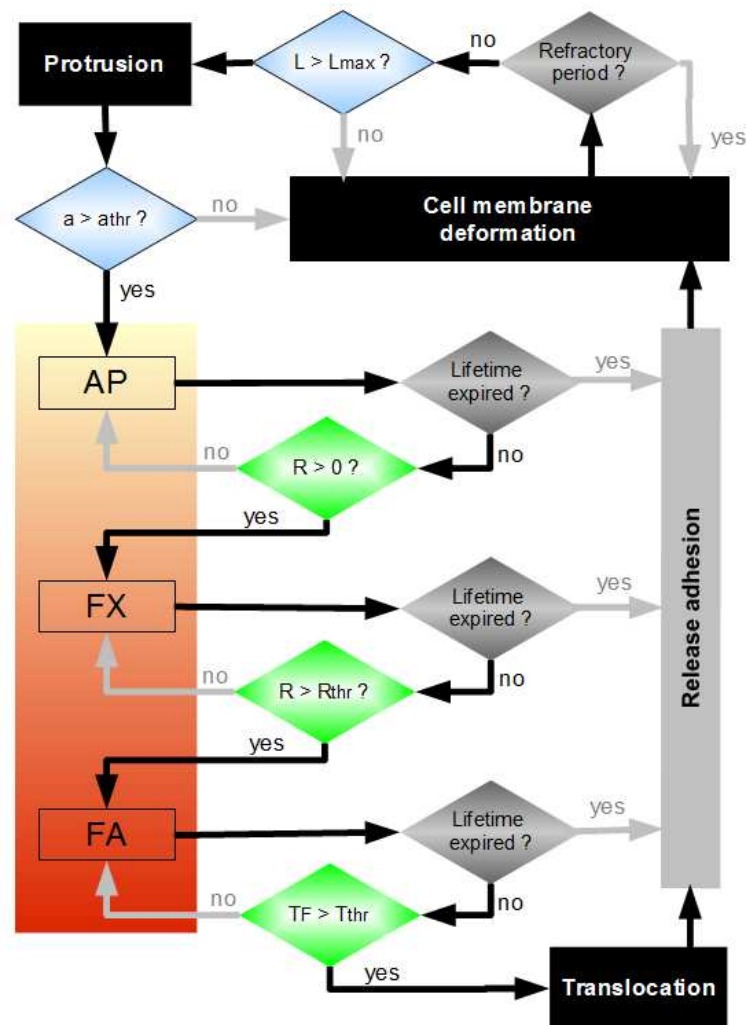 Protrusion
L > Lmax ?
no
Refractory
period ?
no
yes
a > athr ?
no
Cell membrane
deformation
yes
AP
Lifetime
expired ?
yes
no
R > 0 ?
no
yes
FX
Lifetime
expired ?
yes
no
R > Rthr ?
no
yes
Release adhesion
FA
Lifetime
expired ?
yes
no
TF > Tthr
no
yes
Translocation